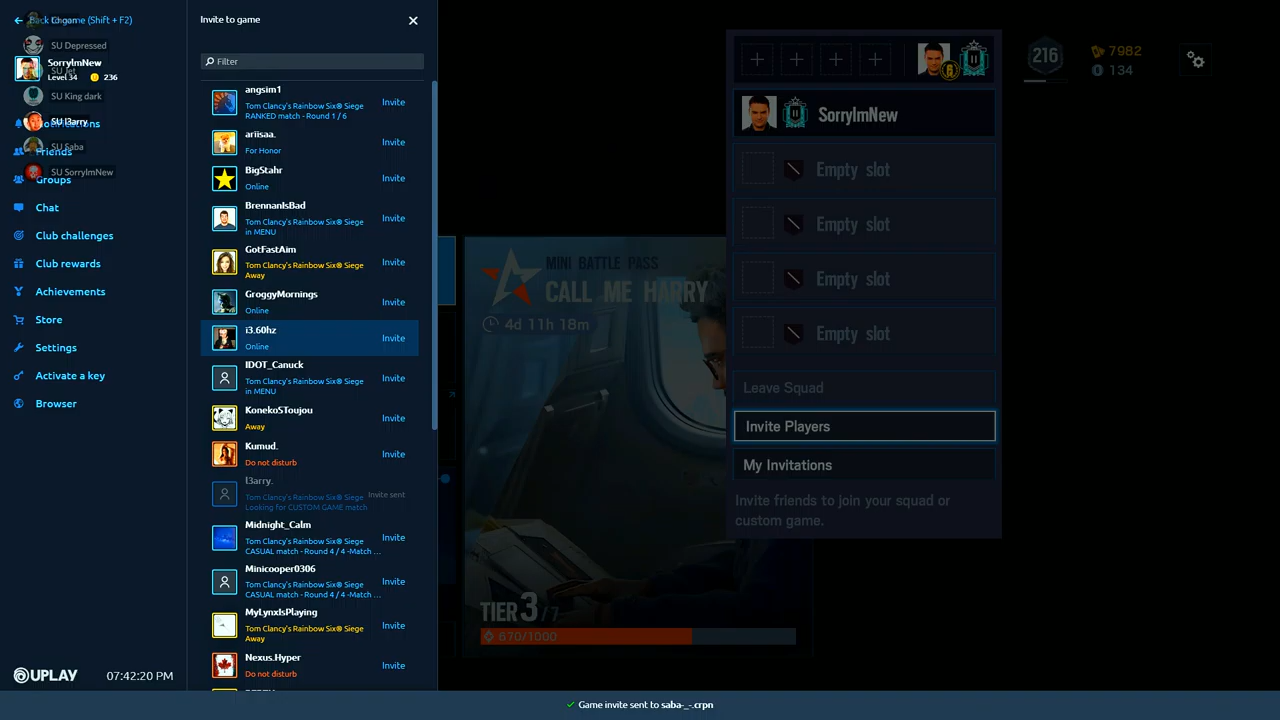 Back to game (Shift + F2)
SU Depressed
SorryImNew
Level 34 236
SU Jet
SU King dark
SU l3arry
Notifications
SU Saba
Friends
SU SorryImNew
Groups
Chat
Club challenges
Club rewards
Achievements
Store
Settings
Activate a key
Browser
UPLAY 07:42:20 PM
Invite to game
Filter
angsim1
Tom Clancy's Rainbow Six® Siege
RANKED match - Round 1 / 6
Invite
ariisaa.
For Honor
Invite
BigStahr
Online
Invite
BrennanIsBad
Tom Clancy's Rainbow Six® Siege
in MENU
Invite
GotFastAim
Tom Clancy's Rainbow Six® Siege
Away
Invite
GroggyMornings
Online
Invite
i3.60hz
Online
Invite
IDOT_Canuck
Tom Clancy's Rainbow Six® Siege
in MENU
Invite
KonekoSToujou
Away
Invite
Kumud.
Do not disturb
Invite
l3arry.
Tom Clancy's Rainbow Six® Siege
Looking for CUSTOM GAME match
Invite sent
Midnight_Calm
Tom Clancy's Rainbow Six® Siege
CASUAL match - Round 4 / 4 -Match ...
Invite
Minicooper0306
Tom Clancy's Rainbow Six® Siege
CASUAL match - Round 4 / 4 -Match ...
Invite
MyLynxIsPlaying
Tom Clancy's Rainbow Six® Siege
Away
Invite
Nexus.Hyper
Do not disturb
Invite
MINI BATTLE PASS
CALL ME HARRY
4d 11h 18m
TIER 3/7
670/1000
SorryImNew
Empty slot
Empty slot
Empty slot
Empty slot
Leave Squad
Invite Players
My Invitations
Invite friends to join your squad or
custom game.
216
7982
134
Game invite sent to saba-_-.crpn